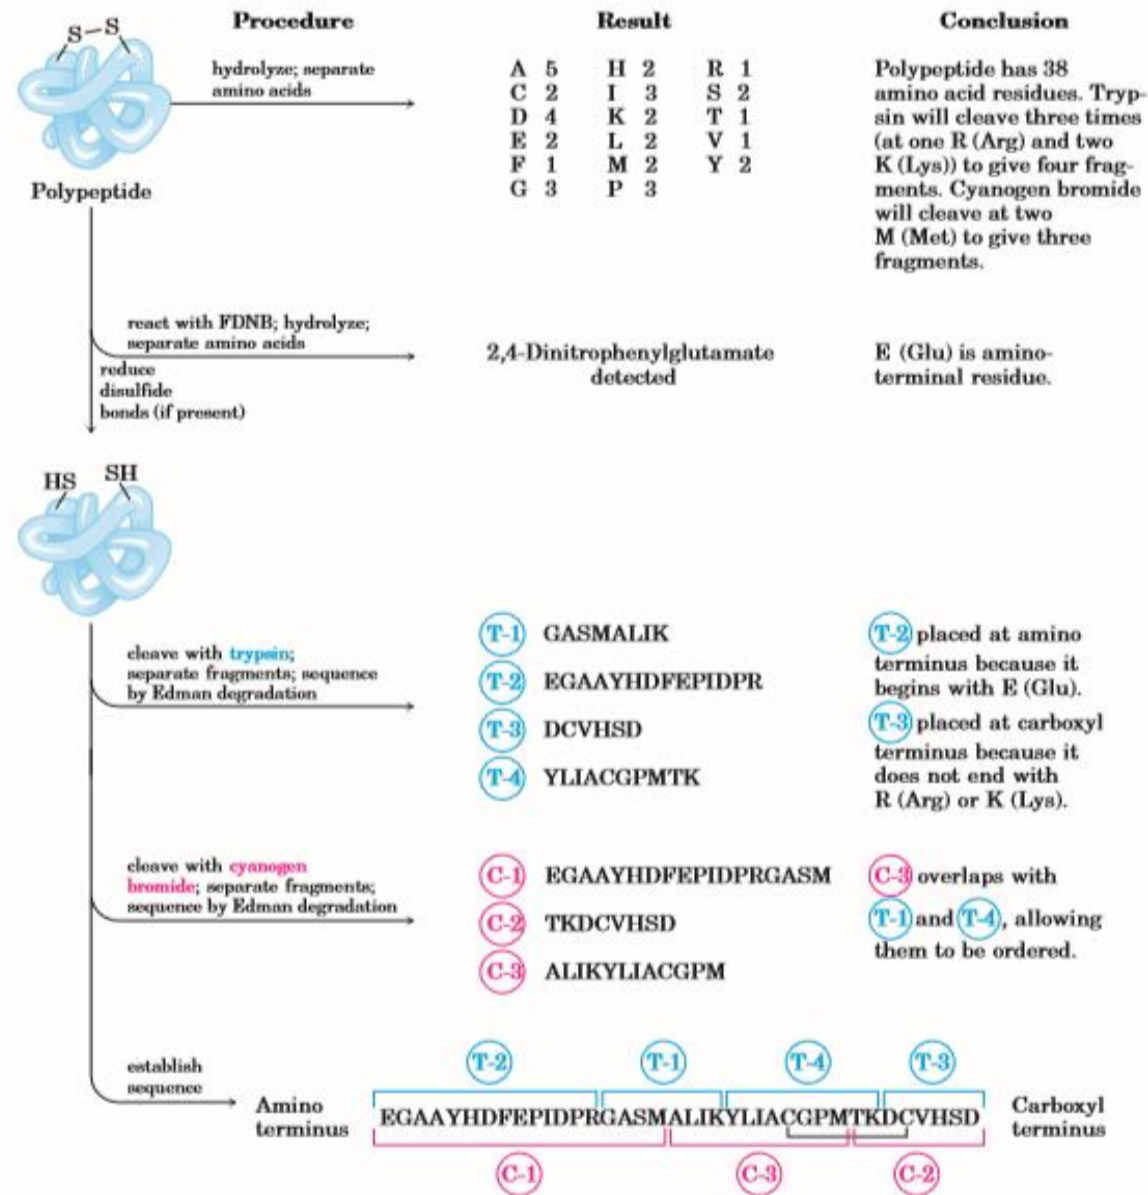 Procedure
Result
Conclusion
S–S
Polypeptide
hydrolyze; separate
amino acids
A 5 H 2 R 1
C 2 I 3 S 2
D 4 K 2 T 1
E 2 L 2 V 1
F 1 M 2 Y 2
G 3 P 3
Polypeptide has 38
amino acid residues. Tryp-
sin will cleave three times
(at one R (Arg) and two
K (Lys)) to give four frag-
ments. Cyanogen bromide
will cleave at two
M (Met) to give three
fragments.
react with FDNB; hydrolyze;
separate amino acids
2,4-Dinitrophenylglutamate
detected
E (Glu) is amino-
terminal residue.
reduce
disulfide
bonds (if present)
HS
SH
cleave with trypsin;
separate fragments; sequence
by Edman degradation
T-1 GASMALIK
T-2 EGAAYHDFEPIDPR
T-3 DCVHSD
T-4 YLIACGPMTK
T-2 placed at amino
terminus because it
begins with E (Glu).
T-3 placed at carboxyl
terminus because it
does not end with
R (Arg) or K (Lys).
cleave with cyanogen
bromide; separate fragments;
sequence by Edman degradation
C-1 EGAAYHDFEPIDPRGASM
C-2 TKDCVHSD
C-3 ALIKYLIACGPM
C-3 overlaps with
T-1 and T-4, allowing
them to be ordered.
establish
sequence
T-2 T-1 T-4 T-3
Amino
terminus
EGAAYHDFEPIDPRGASMALIKYLIACGPMTKDCVHSD
Carboxyl
terminus
C-1 C-3 C-2